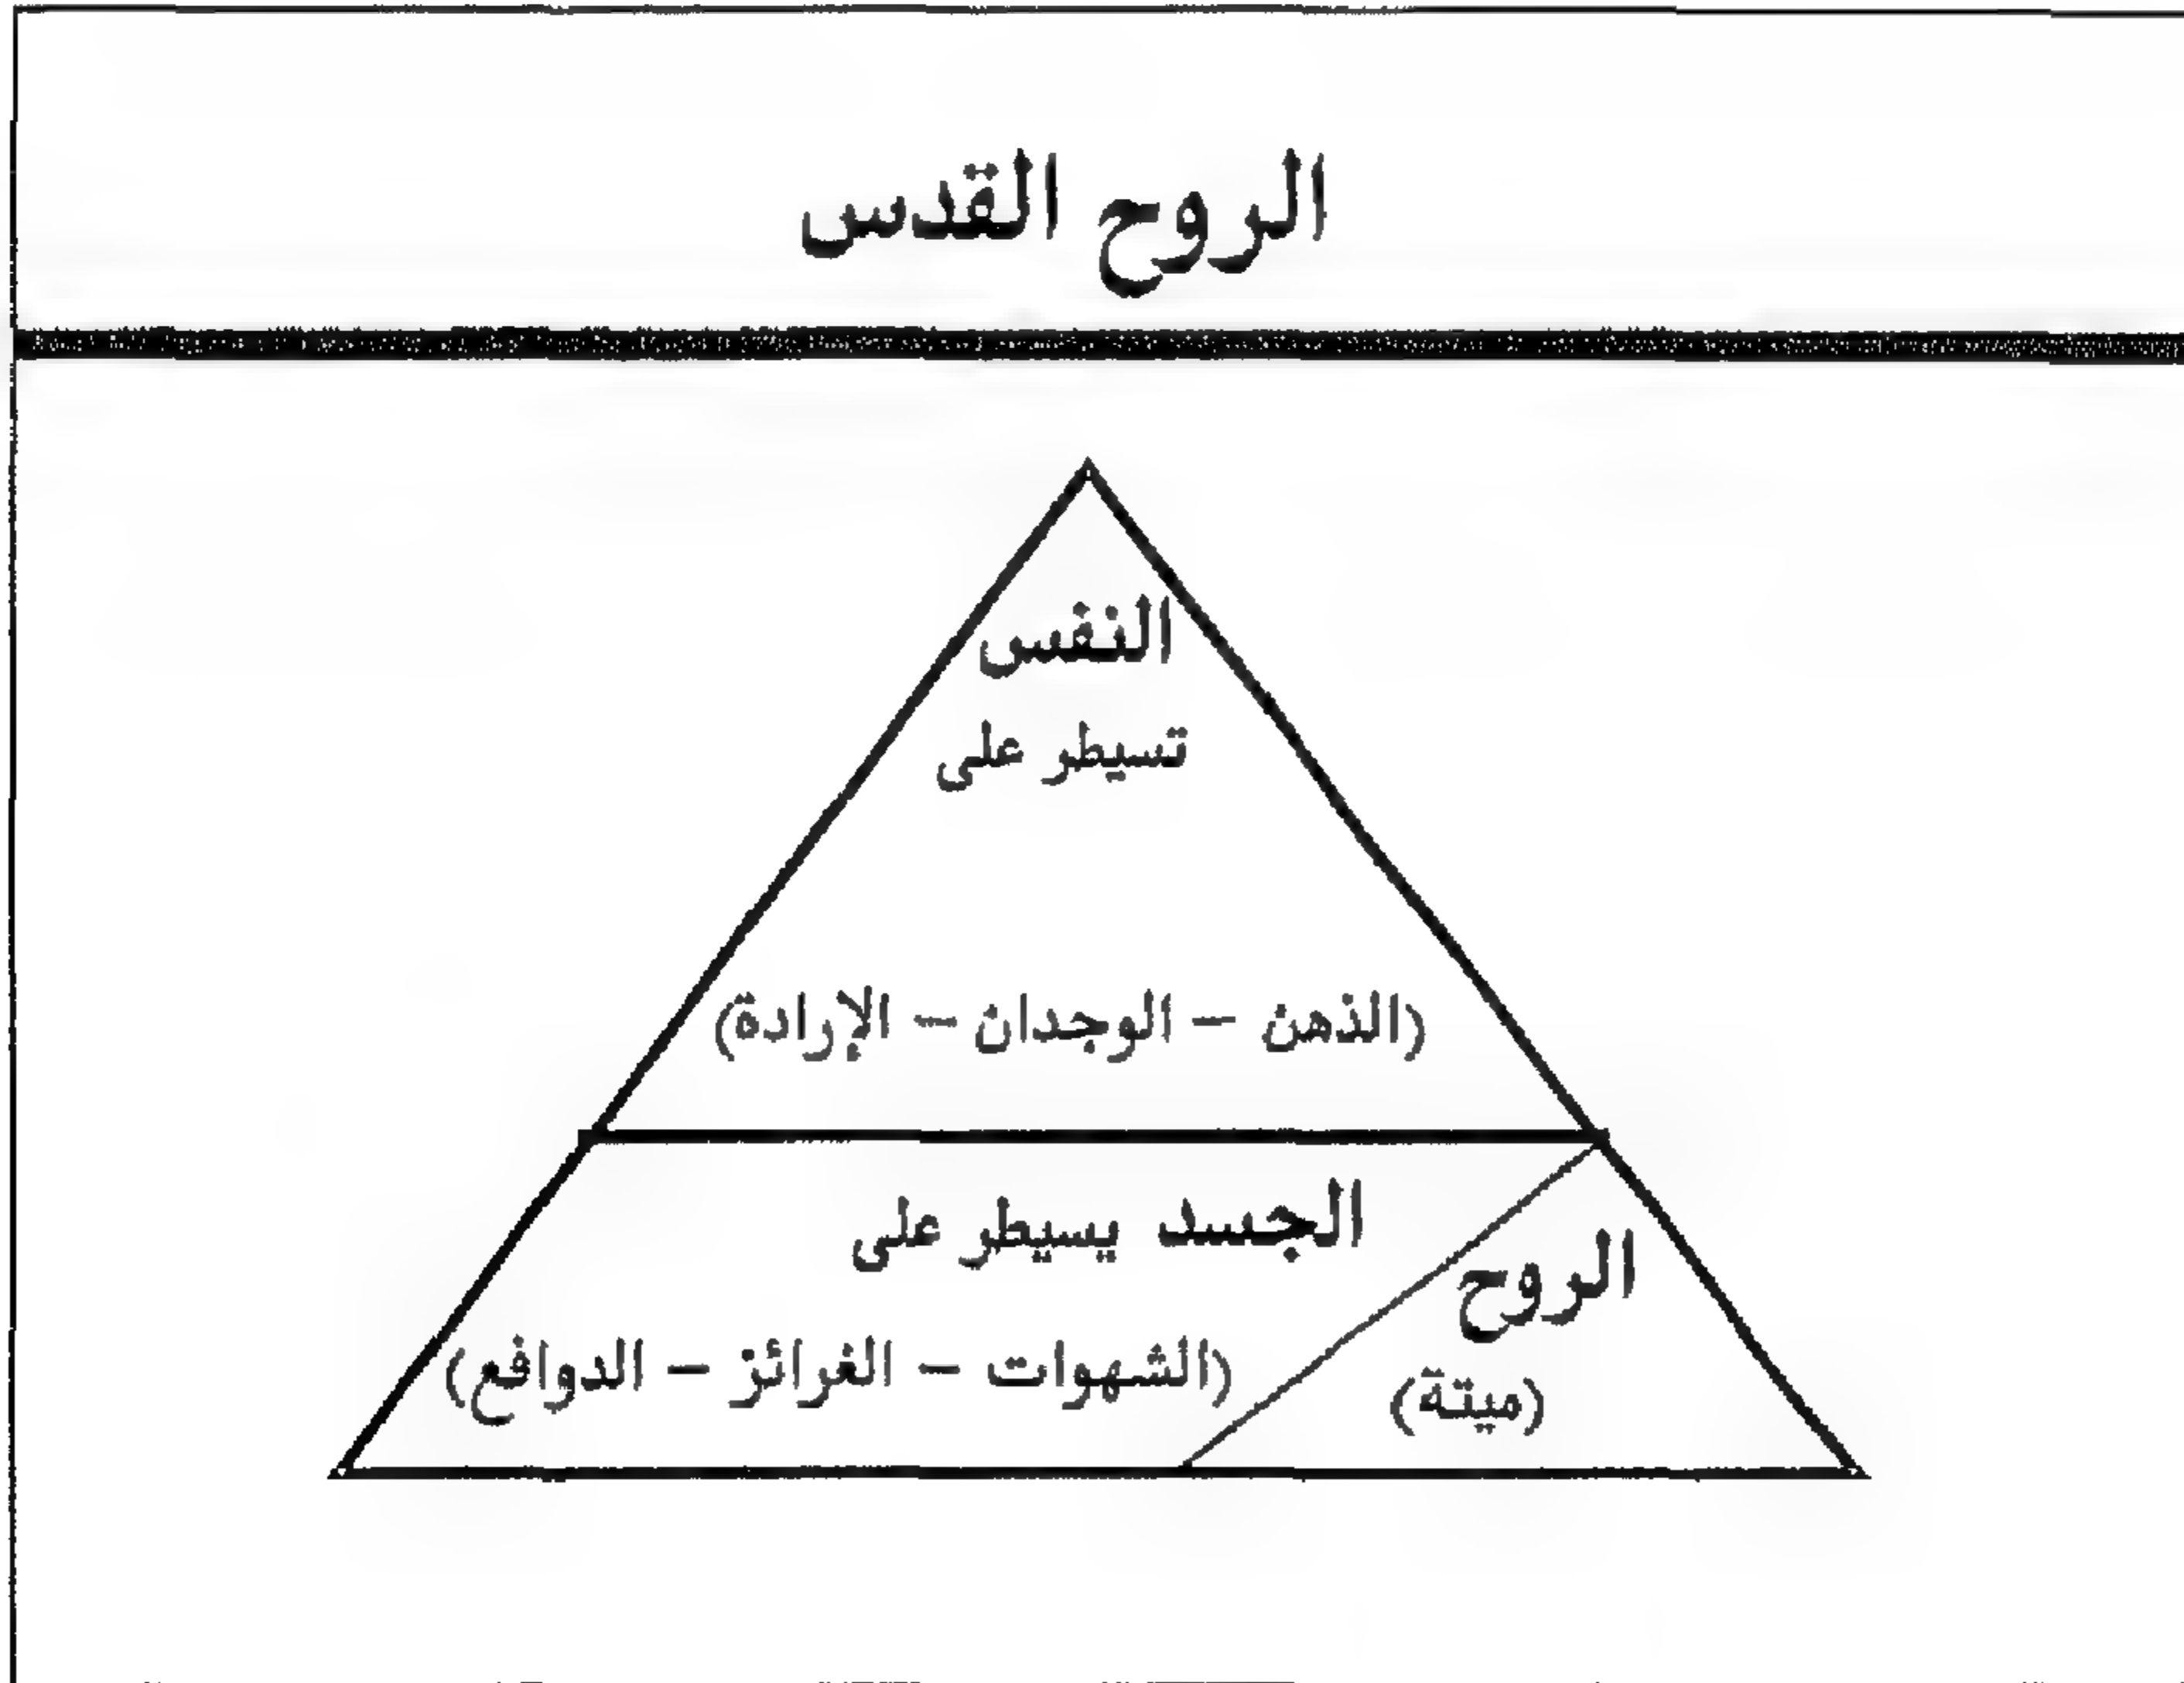 الروح القدس
النفس
تسيطر على
(الذهن – الوجدان – الإرادة)
الجسد يسيطر على
(الشهوات – الغرائز – الدوافع)
الروح
(ميتة)